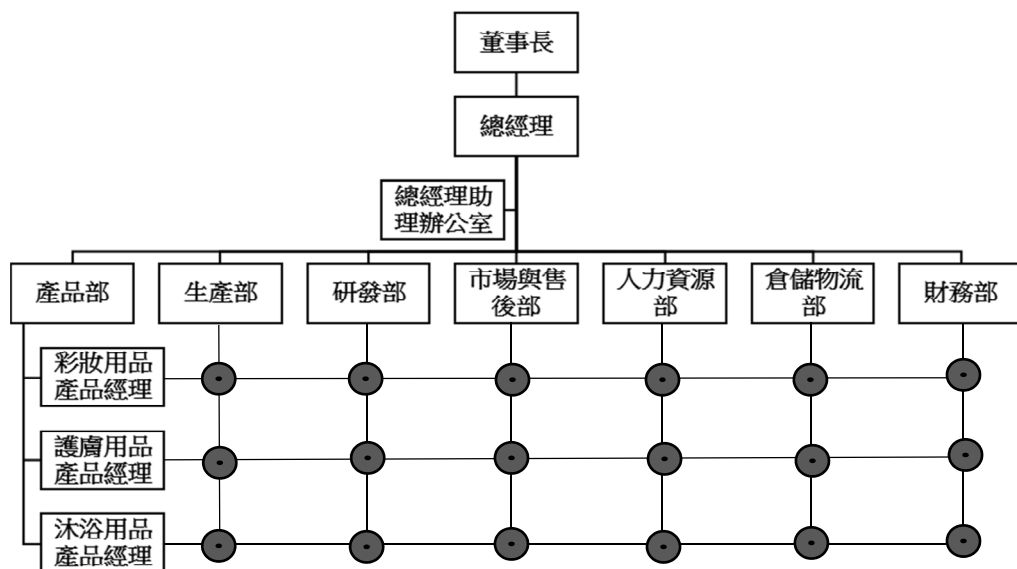 董事長
總經理
總經理助
理辦公室
產品部
生產部
研發部
市場與售
後部
人力資源
部
倉儲物流
部
財務部
彩妝用品
產品經理
護膚用品
產品經理
沐浴用品
產品經理